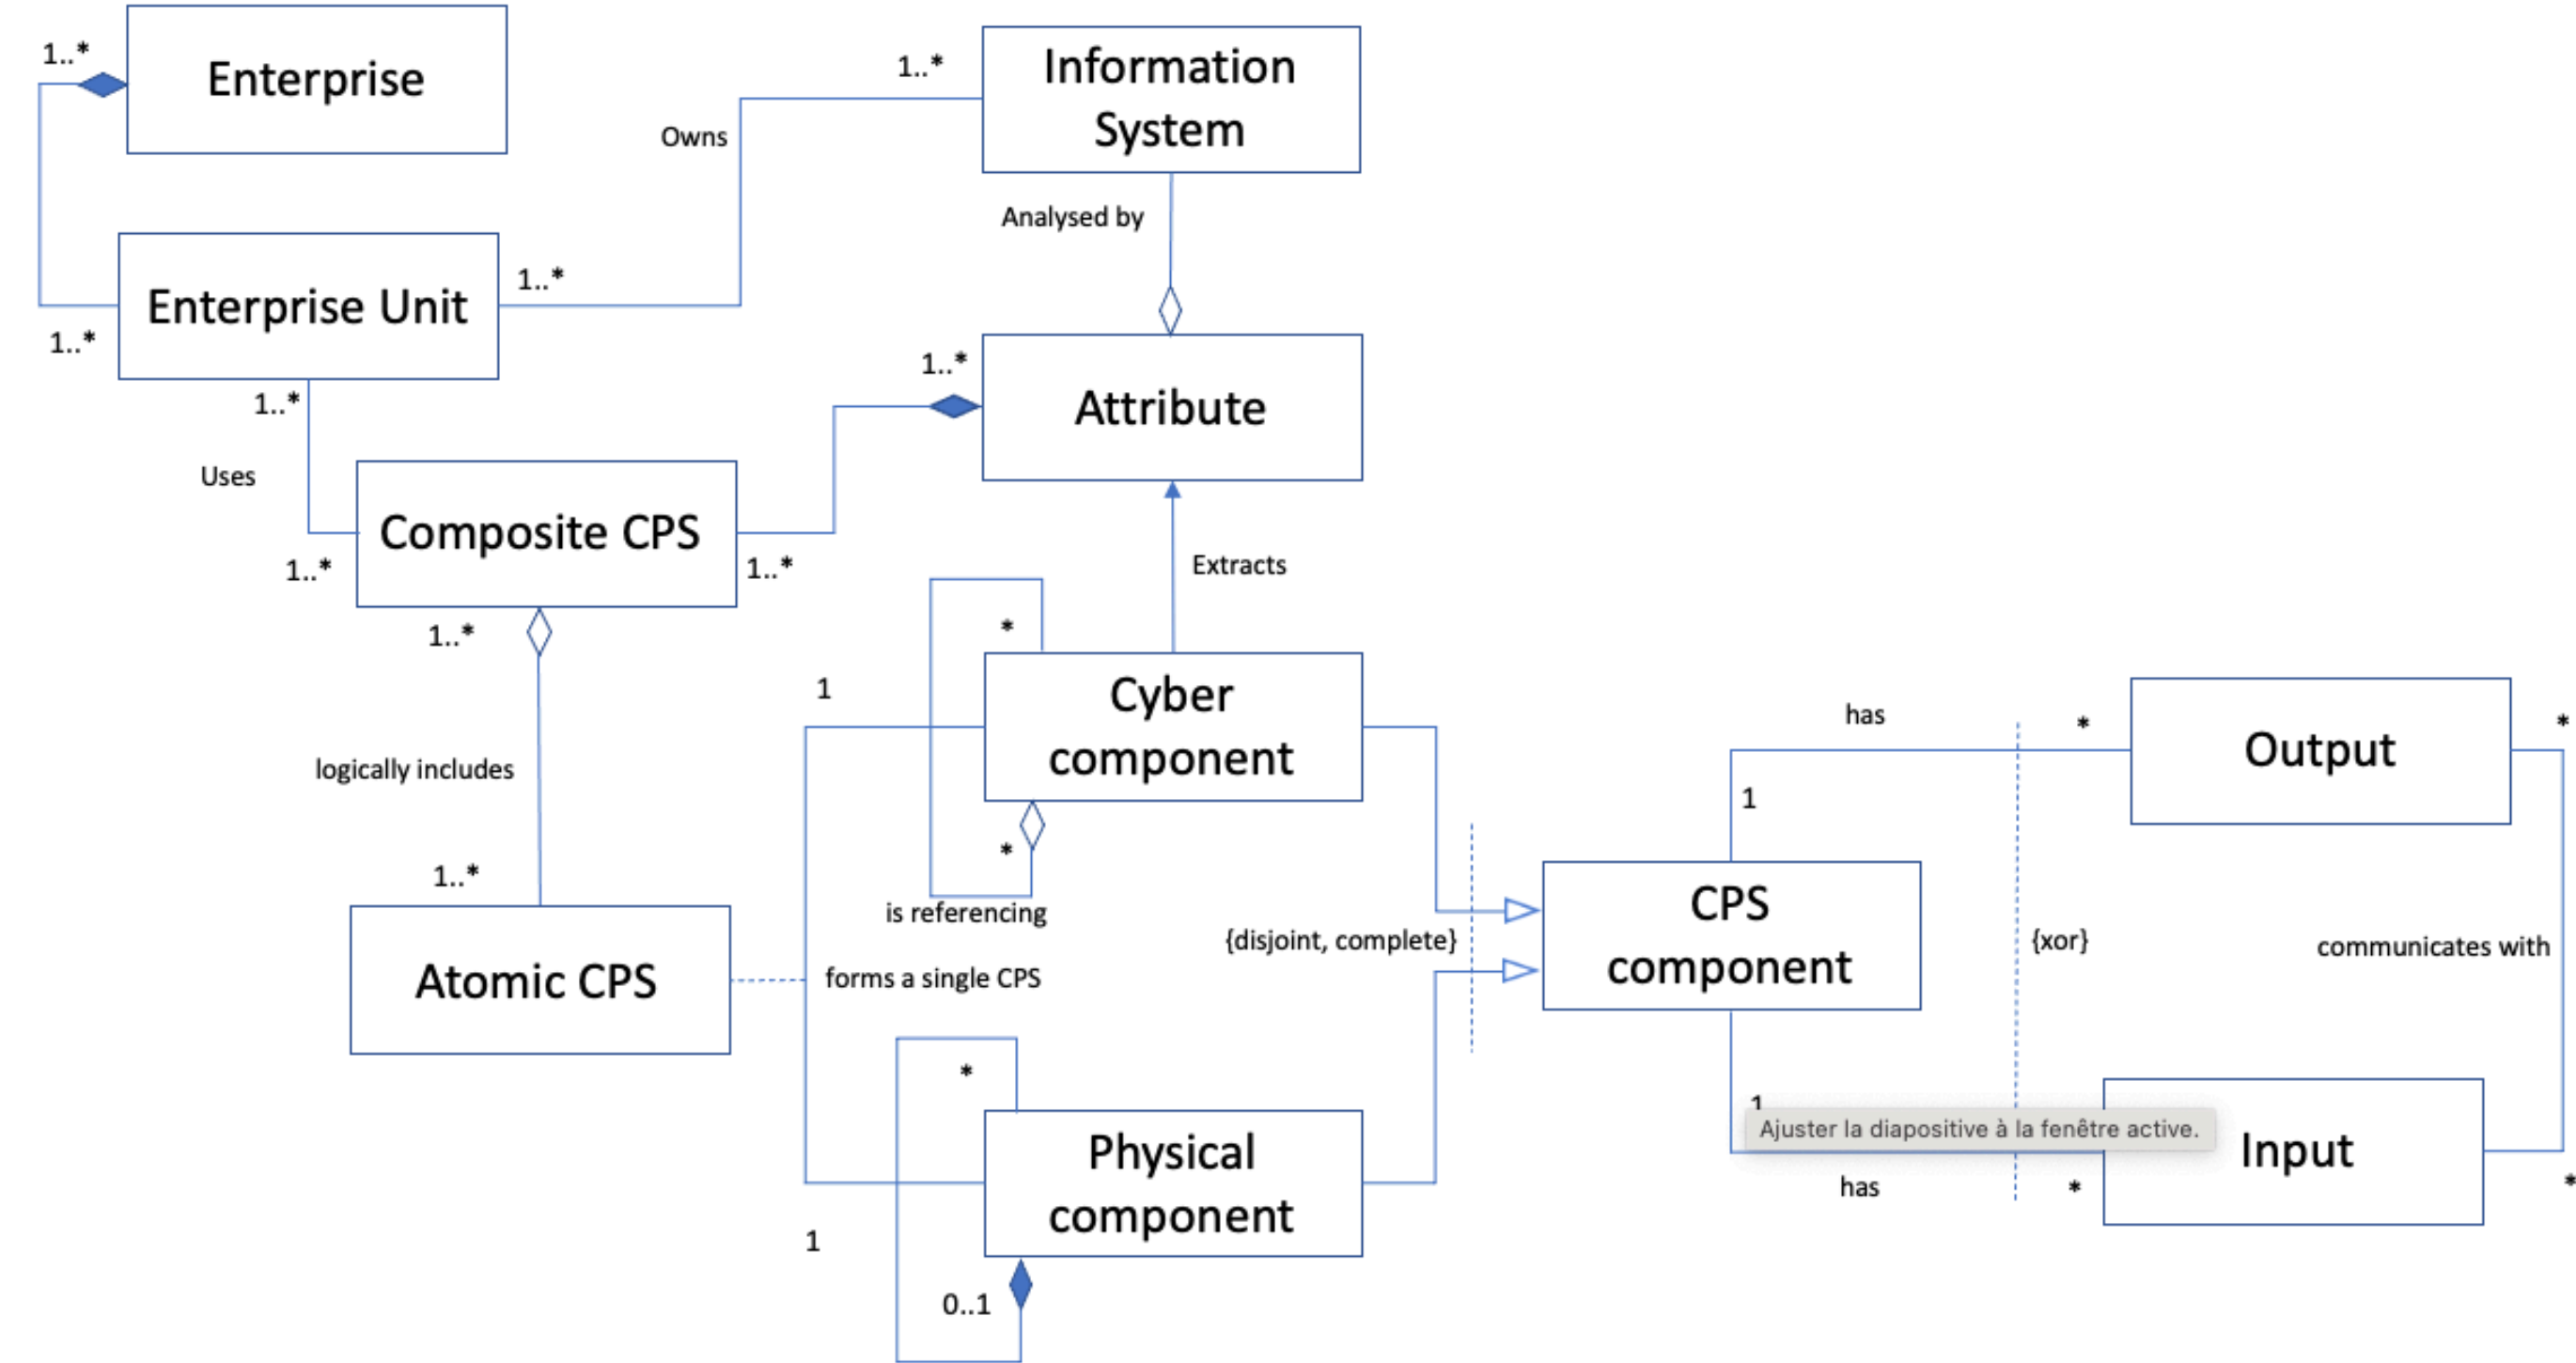 1..*
Enterprise
1..*
Information
System
Owns
Analysed by
1..*
Enterprise Unit
1..*
1..*
Attribute
1..*
Uses
Composite CPS
1..*
1..*
Extracts
*
1..*
1
Cyber
component
has
*
Output
*
logically includes
1
*
1..*
is referencing
CPS
component
{disjoint, complete}
{xor}
communicates with
Atomic CPS
forms a single CPS
*
1
Ajuster la diapositive à la fenêtre active.
Physical
component
Input
has
*
*
1
0..1